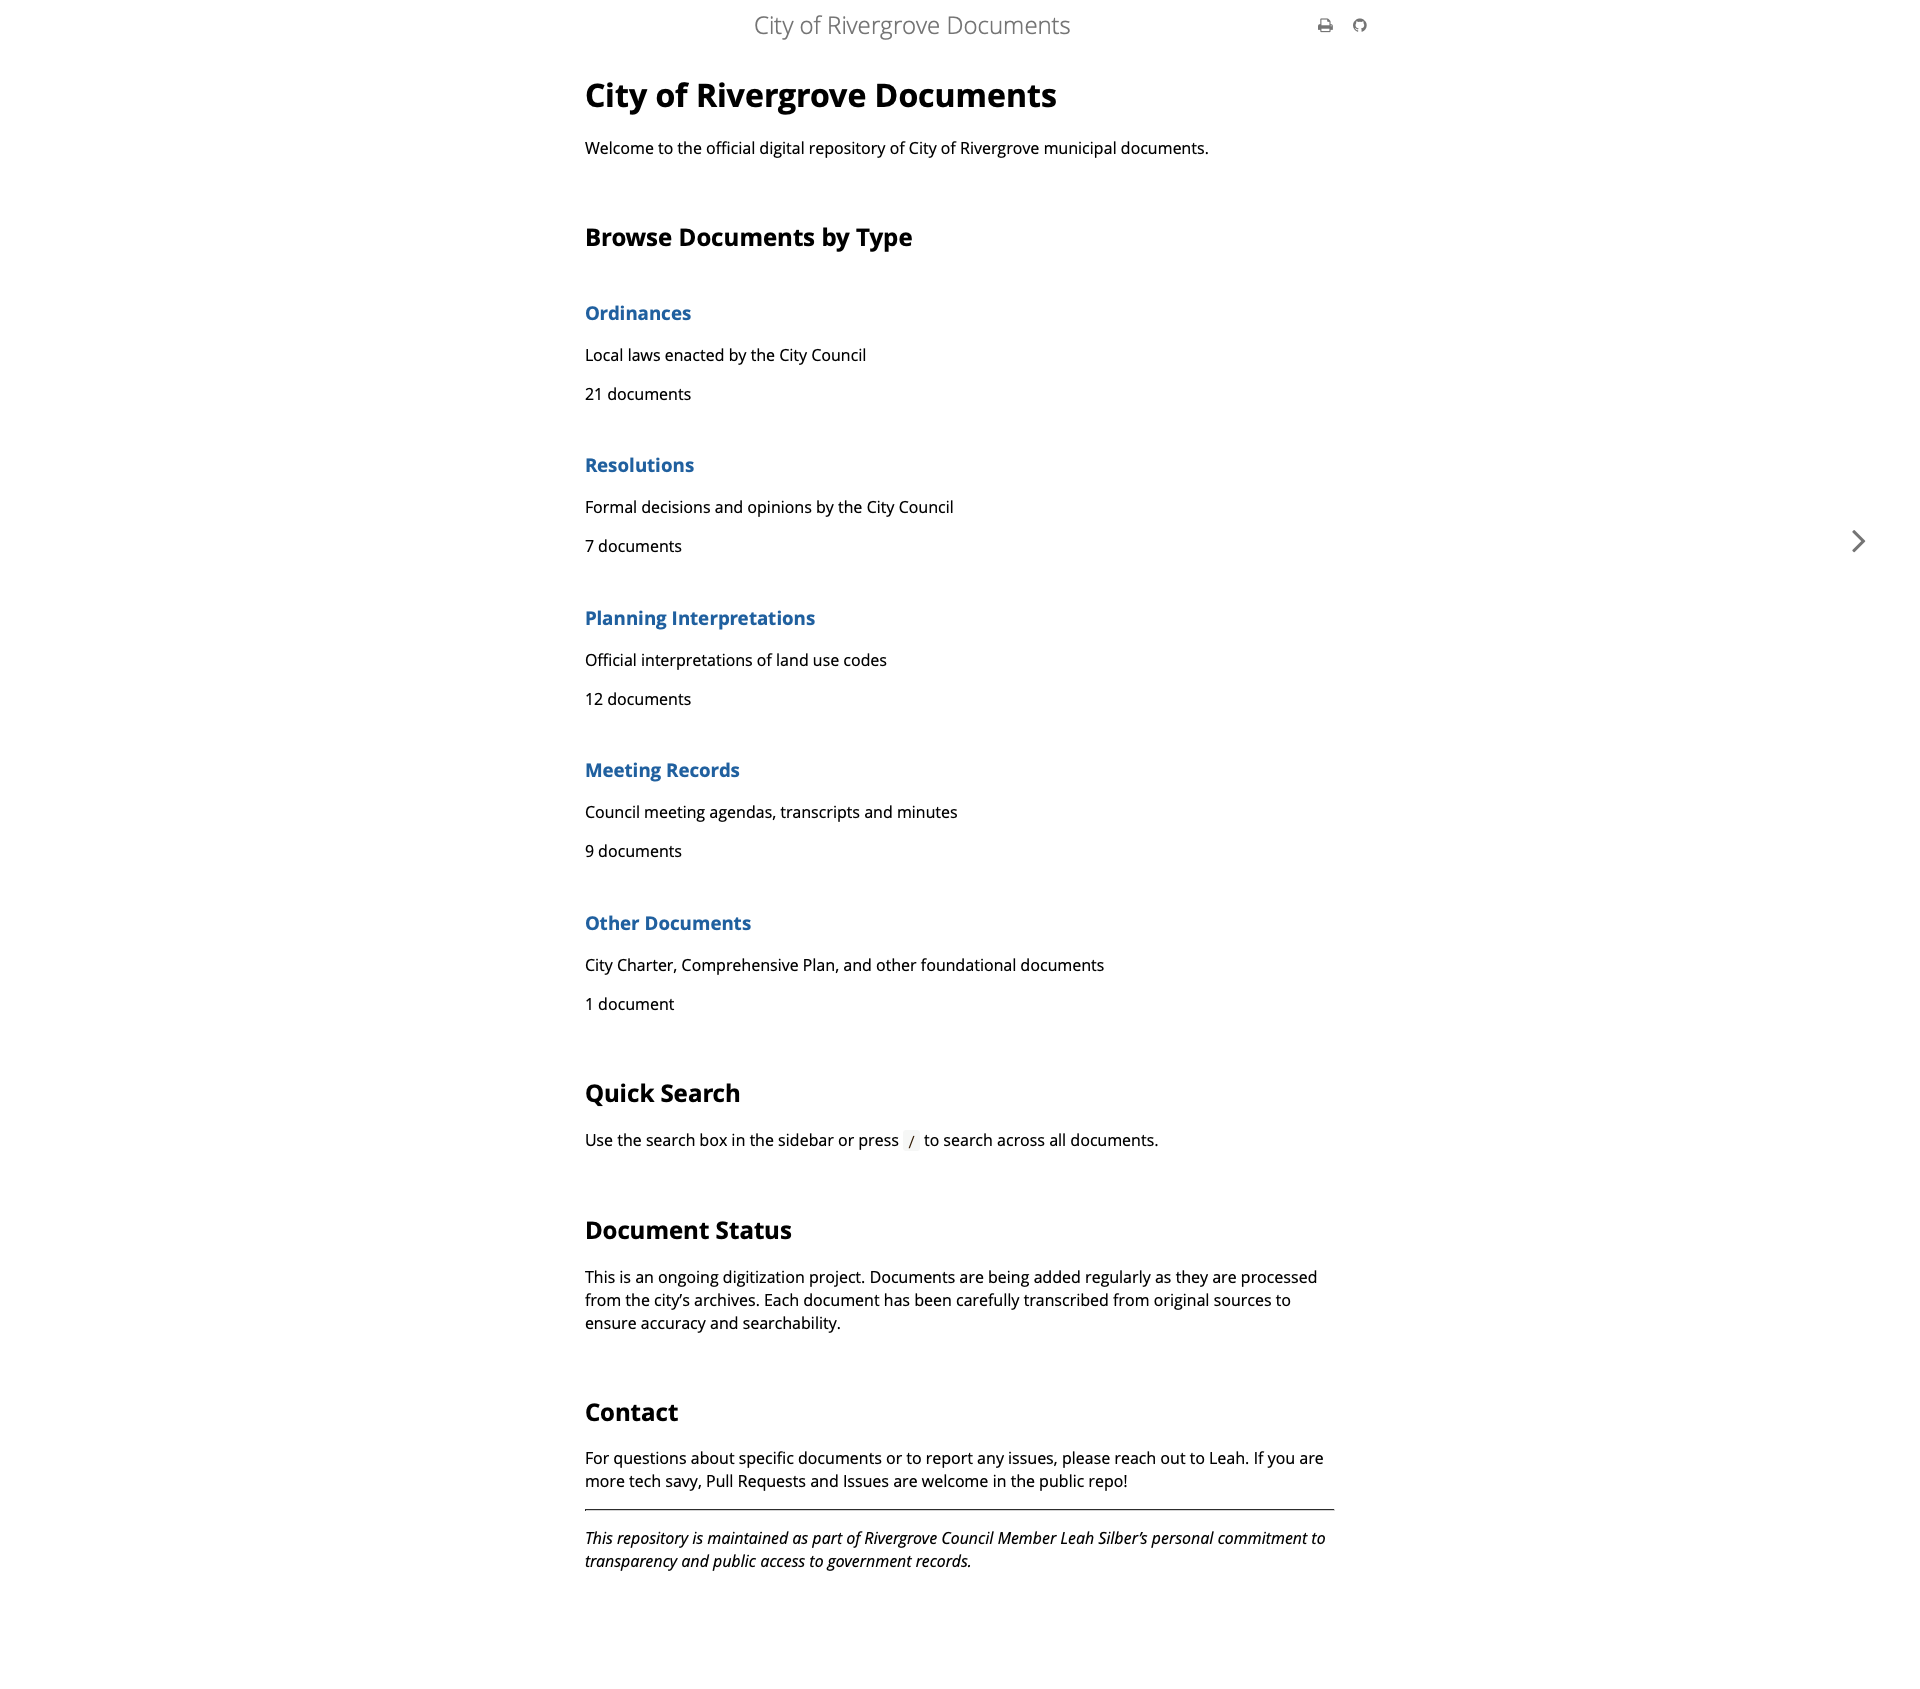 City of Rivergrove Documents
City of Rivergrove Documents
Welcome to the official digital repository of City of Rivergrove municipal documents.
Browse Documents by Type
Ordinances
Local laws enacted by the City Council
21 documents
Resolutions
Formal decisions and opinions by the City Council
7 documents
Planning Interpretations
Official interpretations of land use codes
12 documents
Meeting Records
Council meeting agendas, transcripts and minutes
9 documents
Other Documents
City Charter, Comprehensive Plan, and other foundational documents
1 document
Quick Search
Use the search box in the sidebar or press / to search across all documents.
Document Status
This is an ongoing digitization project. Documents are being added regularly as they are processed
from the city’s archives. Each document has been carefully transcribed from original sources to
ensure accuracy and searchability.
Contact
For questions about specific documents or to report any issues, please reach out to Leah. If you are
more tech savy, Pull Requests and Issues are welcome in the public repo!
This repository is maintained as part of Rivergrove Council Member Leah Silber’s personal commitment to
transparency and public access to government records.